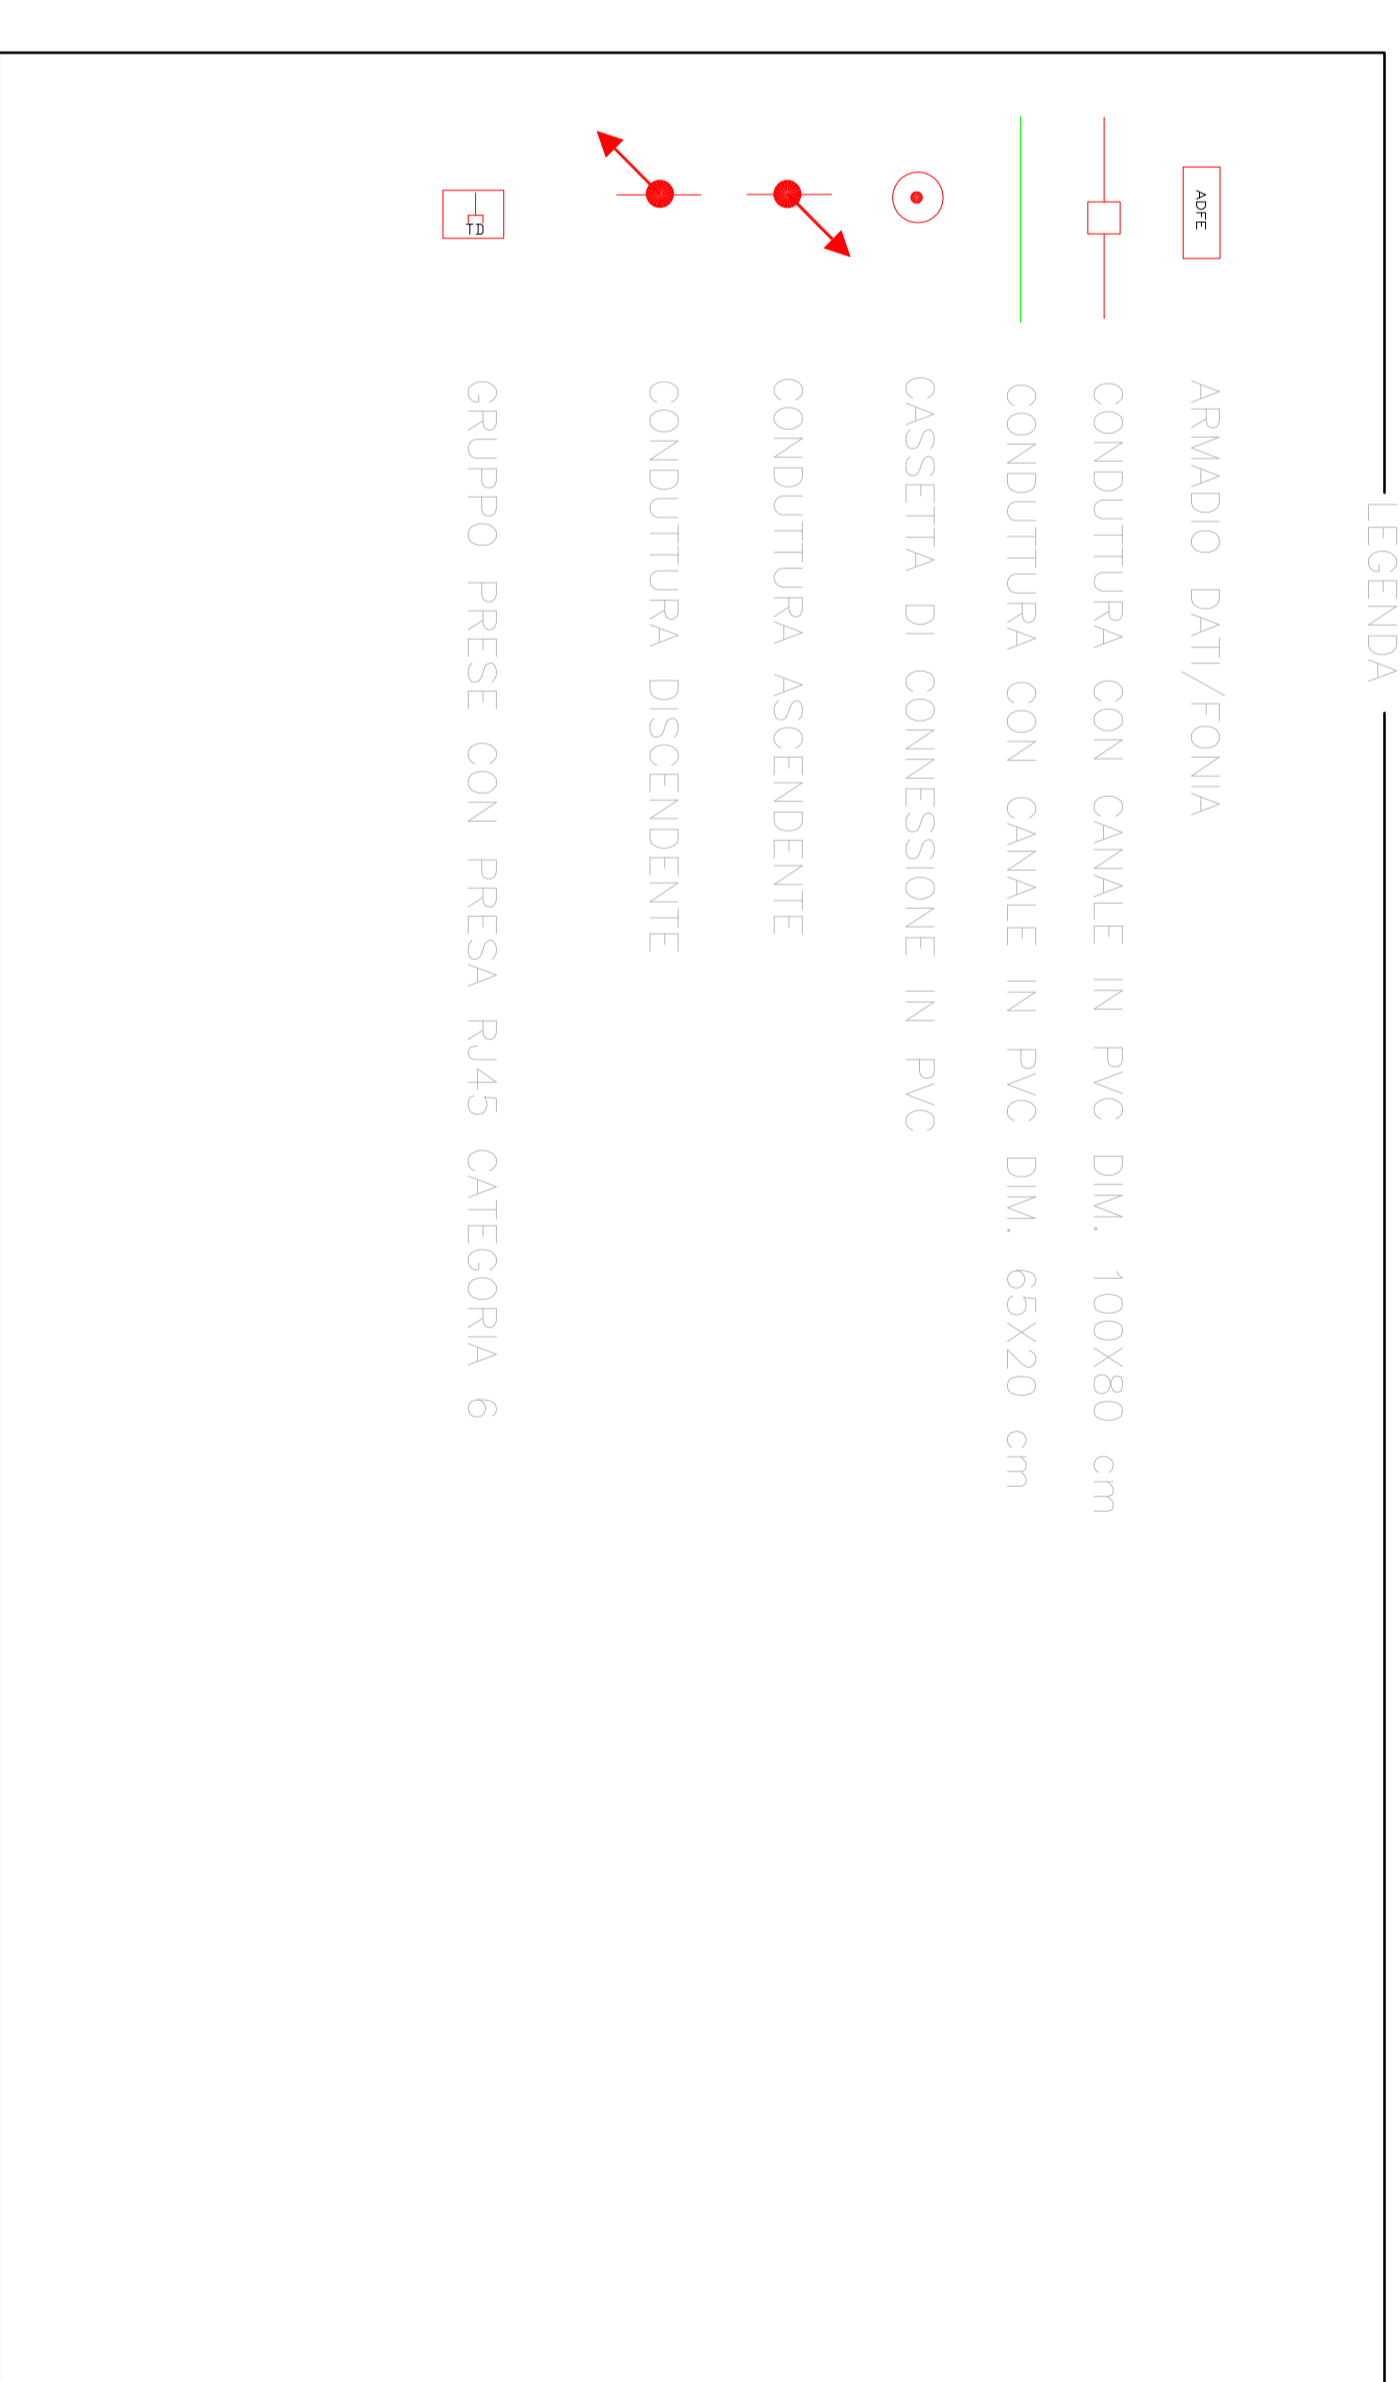 LEGENDA
ADFE
ARMADIO DATI/FONIA
CONDUTTURA CON CANALE IN PVC DIM. 100X80 cm
CONDUTTURA CON CANALE IN PVC DIM. 65X20 cm
CASSETTA DI CONNESSIONE IN PVC
CONDUTTURA ASCENDENTE
CONDUTTURA DISCENDENTE
TD
GRUPPO PRESE CON PRESA RJ45 CATEGORIA 6